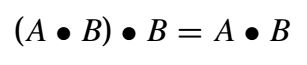 (A • B) • B = A • B